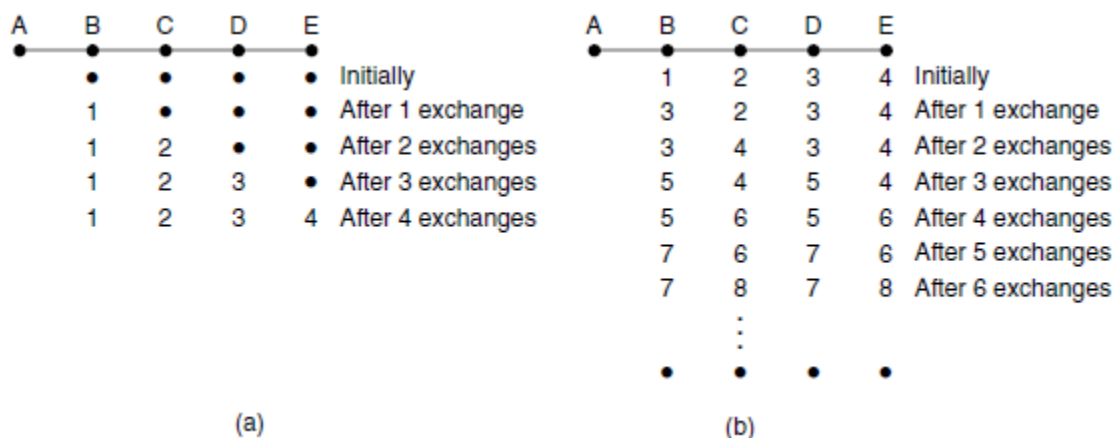 A B C D E
Initially
1 After 1 exchange
1 2 After 2 exchanges
1 2 3 After 3 exchanges
1 2 3 4 After 4 exchanges
(a)
A B C D E
1 2 3 4 Initially
3 2 3 4 After 1 exchange
3 4 3 4 After 2 exchanges
5 4 5 4 After 3 exchanges
5 6 5 6 After 4 exchanges
7 6 7 6 After 5 exchanges
7 8 7 8 After 6 exchanges
(b)